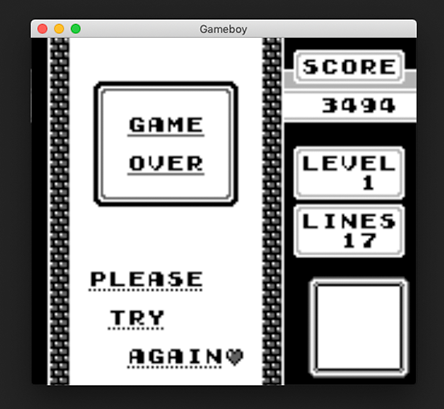 Gameboy
GAME
OVER
PLEASE
TRY
AGAIN♥
SCORE
3494
LEVEL
1
LINES
17